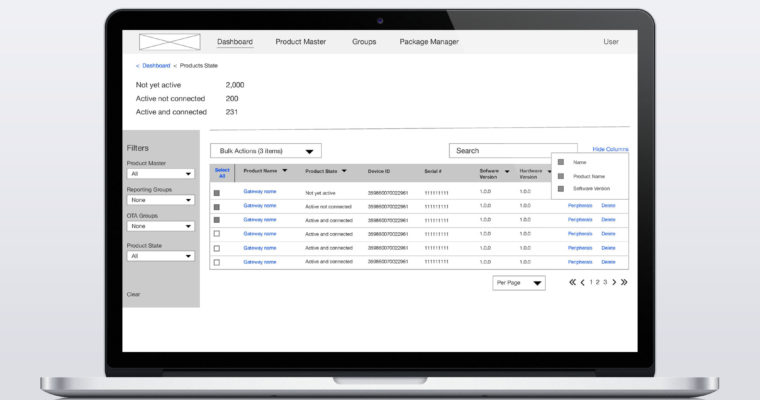 Dashboard Product Master Groups Package Manager User
< Dashboard < Products State
Not yet active 2,000
Active not connected 200
Active and connected 231
Filters
Product Master
All
Reporting Groups
None
OTA Groups
None
Product State
All
Clear
Bulk Actions (3 items) Search Hide Columns
Name
Product Name
Software Version
Select All Product Name Product State Device ID Serial # Sofware Version Hardware Version
Gateway name Not yet active 359860070022961 111111111 1.0.0 1.0.0
Gateway name Active not connected 359860070022961 111111111 1.0.0 1.0.0 Peripherals Delete
Gateway name Active and connected 359860070022961 111111111 1.0.0 1.0.0 Peripherals Delete
Gateway name Active and connected 359860070022961 111111111 1.0.0 1.0.0 Peripherals Delete
Gateway name Active and connected 359860070022961 111111111 1.0.0 1.0.0 Peripherals Delete
Gateway name Active and connected 359860070022961 111111111 1.0.0 1.0.0 Peripherals Delete
Per Page « < 1 2 3 > »